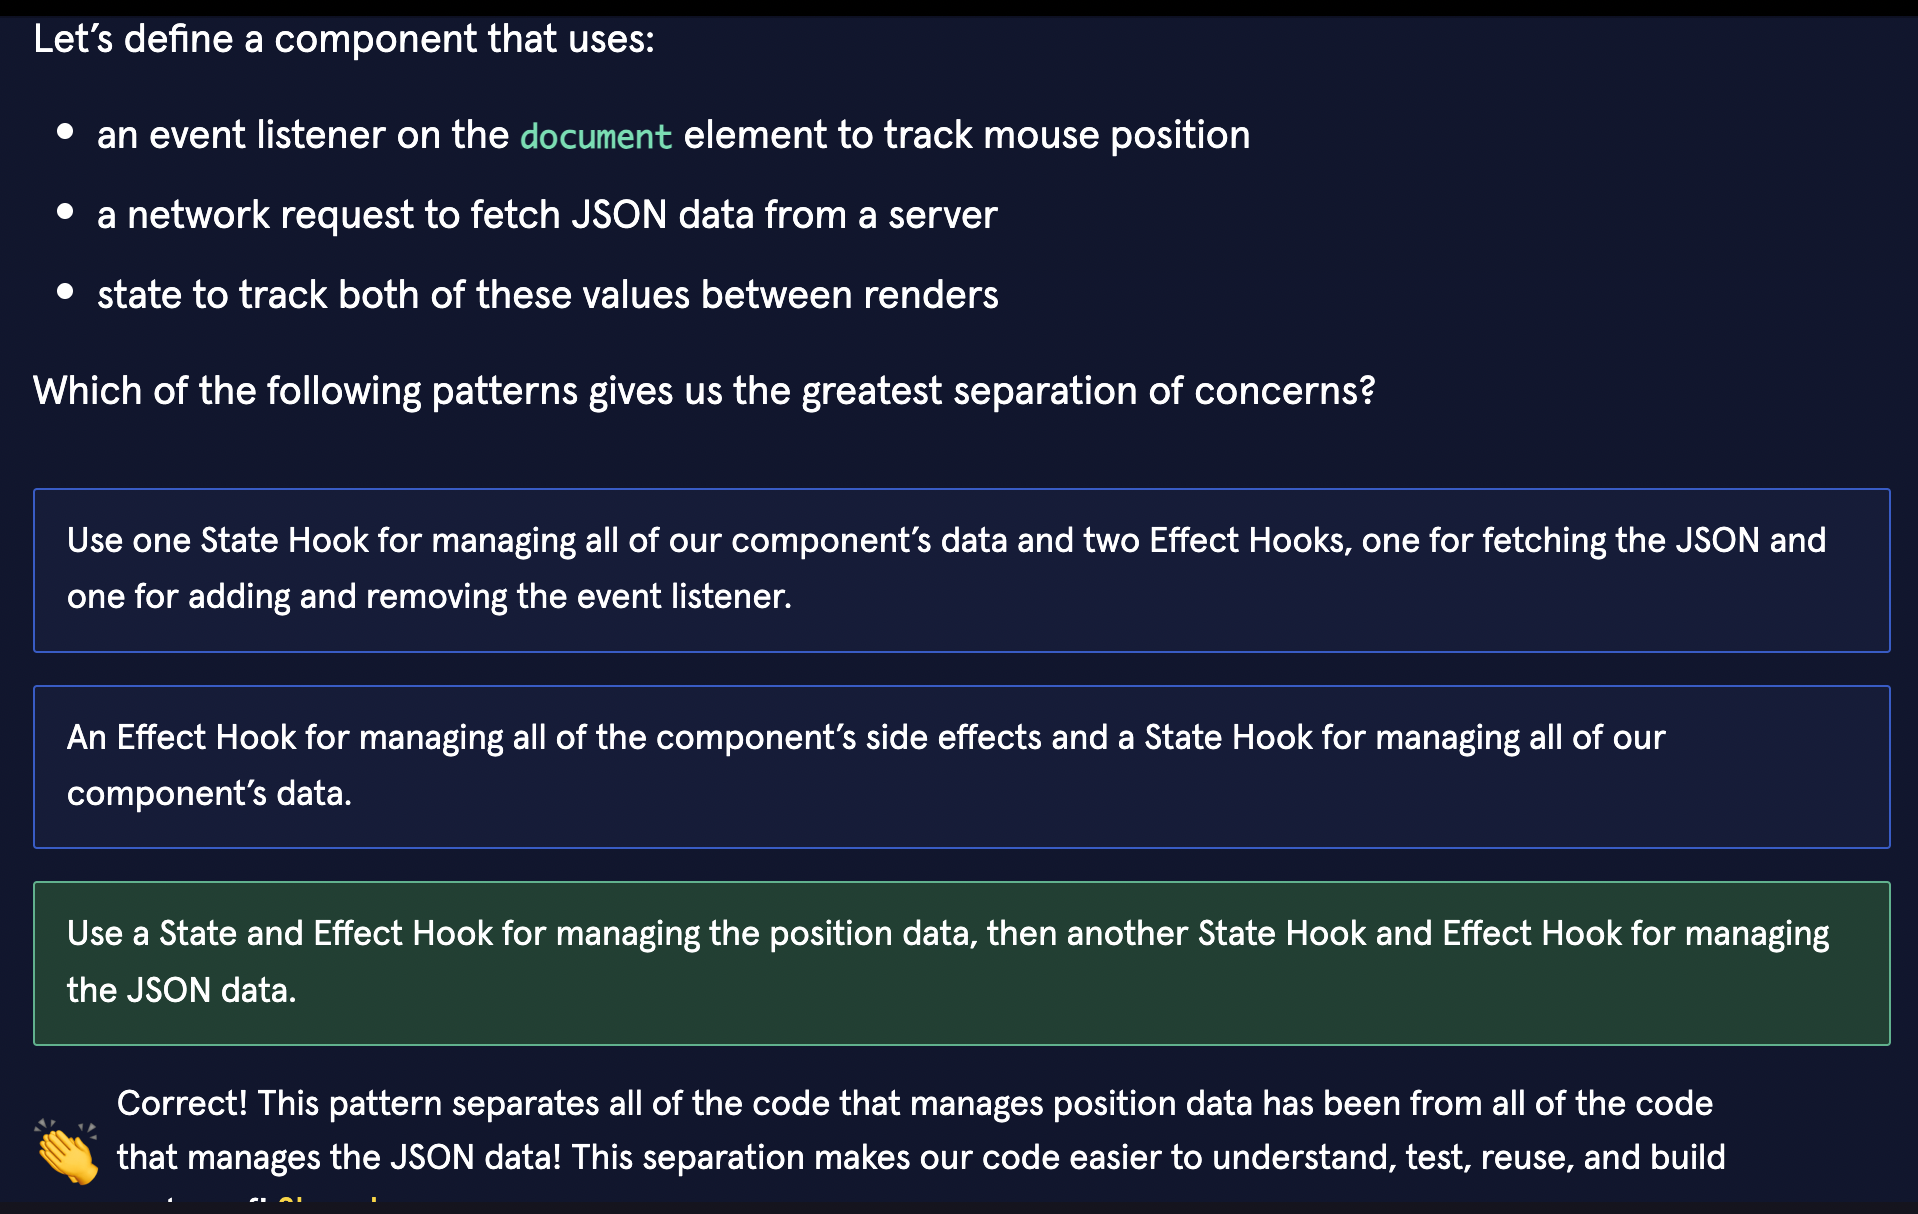 Let’s define a component that uses:
an event listener on the document element to track mouse position
a network request to fetch JSON data from a server
state to track both of these values between renders
Which of the following patterns gives us the greatest separation of concerns?
Use one State Hook for managing all of our component’s data and two Effect Hooks, one for fetching the JSON and
one for adding and removing the event listener.
An Effect Hook for managing all of the component’s side effects and a State Hook for managing all of our
component’s data.
Use a State and Effect Hook for managing the position data, then another State Hook and Effect Hook for managing
the JSON data.
Correct! This pattern separates all of the code that manages position data has been from all of the code
that manages the JSON data! This separation makes our code easier to understand, test, reuse, and build